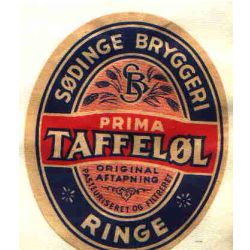 SØDINGE BRYGGERI
SB
PRIMA
TAFFELØL
ORIGINAL
AFTAPNING
PASTEURISERET OG FILTRERET
RINGE